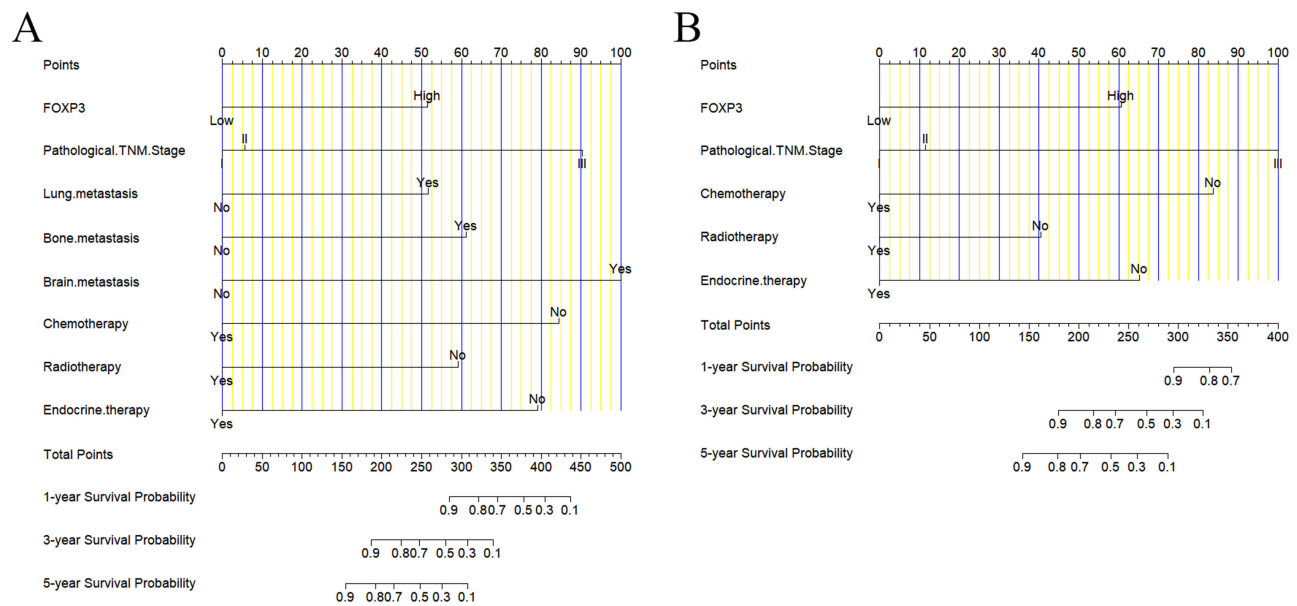 A
0 10 20 30 40 50 60 70 80 90 100
Points
High
FOXP3
Low
II
Pathological.TNM.Stage
I III
Yes
Lung.metastasis
No
Yes
Bone.metastasis
No
Yes
Brain.metastasis
No
No
Chemotherapy
Yes
No
Radiotherapy
Yes
No
Endocrine.therapy
Yes
Total Points
0 50 100 150 200 250 300 350 400 450 500
1-year Survival Probability
0.9 0.8 0.7 0.5 0.3 0.1
3-year Survival Probability
0.9 0.8 0.7 0.5 0.3 0.1
5-year Survival Probability
0.9 0.8 0.7 0.5 0.3 0.1
B
0 10 20 30 40 50 60 70 80 90 100
Points
High
FOXP3
Low
II
Pathological.TNM.Stage
I III
No
Chemotherapy
Yes
No
Radiotherapy
Yes
No
Endocrine.therapy
Yes
Total Points
0 50 100 150 200 250 300 350 400
1-year Survival Probability
0.9 0.8 0.7
3-year Survival Probability
0.9 0.8 0.7 0.5 0.3 0.1
5-year Survival Probability
0.9 0.8 0.7 0.5 0.3 0.1